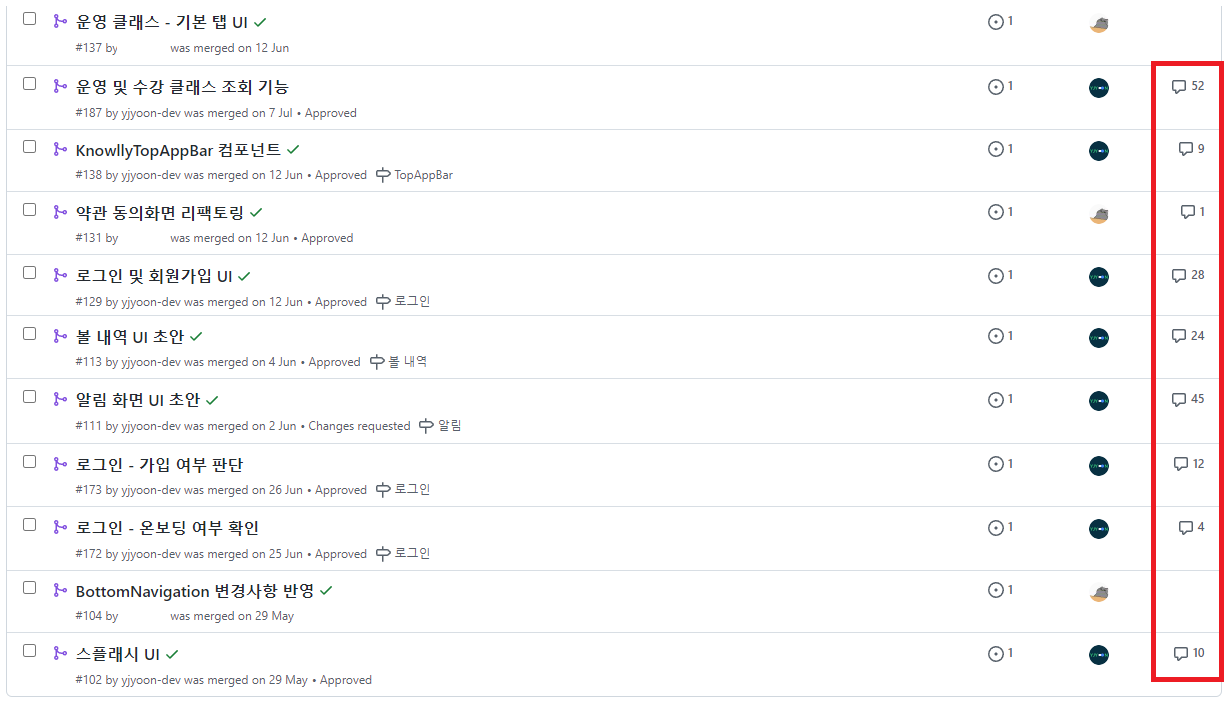 운영 클래스 - 기본 탭 UI 1
#137 by was merged on 12 Jun
운영 및 수강 클래스 조회 기능 1 52
#187 by yjyoon-dev was merged on 7 Jul • Approved
KnowllyTopAppBar 컴포넌트 1 9
#138 by yjyoon-dev was merged on 12 Jun • Approved TopAppBar
약관 동의화면 리팩토링 1 1
#131 by was merged on 12 Jun • Approved
로그인 및 회원가입 UI 1 28
#129 by yjyoon-dev was merged on 12 Jun • Approved 로그인
볼 내역 UI 초안 1 24
#113 by yjyoon-dev was merged on 4 Jun • Approved 볼 내역
알림 화면 UI 초안 1 45
#111 by yjyoon-dev was merged on 2 Jun • Changes requested 알림
로그인 - 가입 여부 판단 1 12
#173 by yjyoon-dev was merged on 26 Jun • Approved 로그인
로그인 - 온보딩 여부 확인 1 4
#172 by yjyoon-dev was merged on 25 Jun • Approved 로그인
BottomNavigation 변경사항 반영 1
#104 by was merged on 29 May
스플래시 UI 1 10
#102 by yjyoon-dev was merged on 29 May • Approved